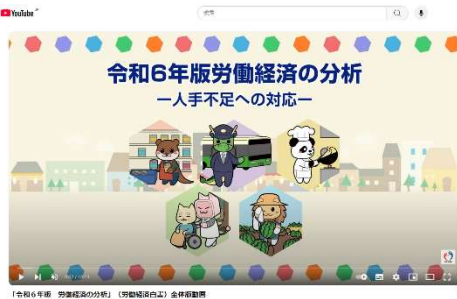 YouTube
検索
令和6年版労働経済の分析
ー人手不足への対応ー
「令和6年版 労働経済の分析」(労働経済白書)全体版動画